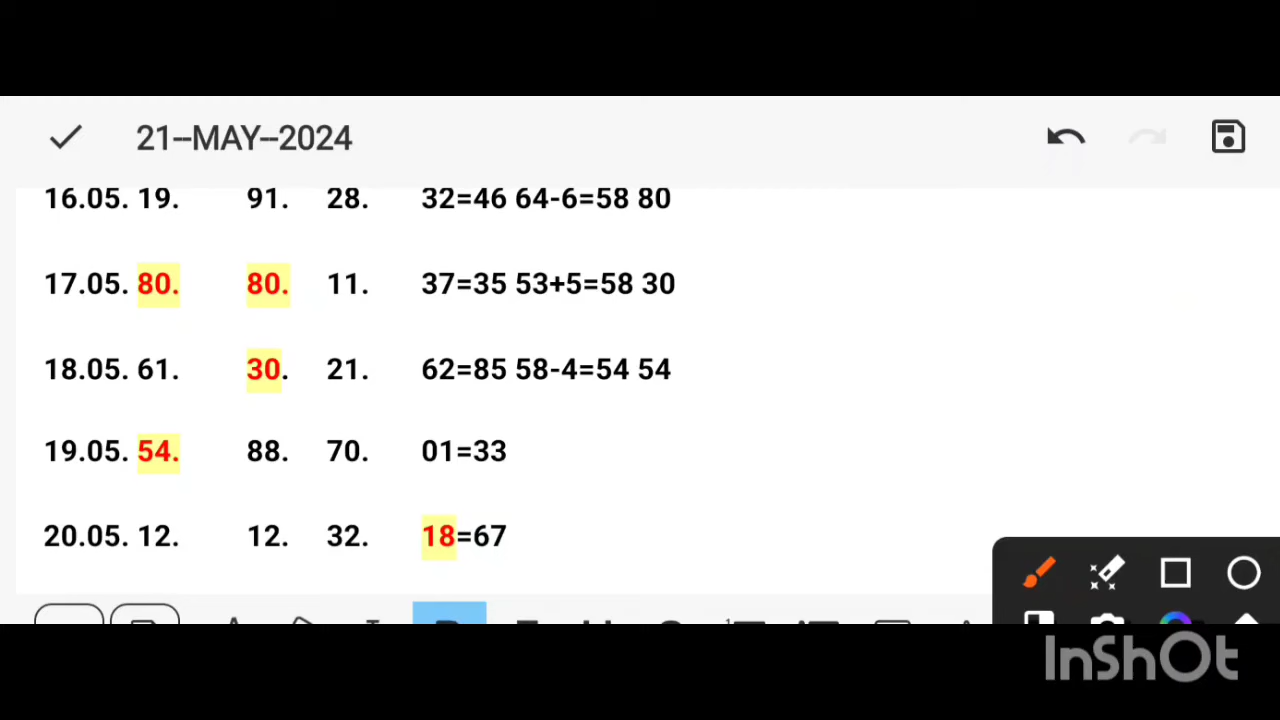 21--MAY--2024
16.05. 19. 91. 28. 32=46 64-6=58 80
17.05. 80. 80. 11. 37=35 53+5=58 30
18.05. 61. 30. 21. 62=85 58-4=54 54
19.05. 54. 88. 70. 01=33
20.05. 12. 12. 32. 18=67
InShOt